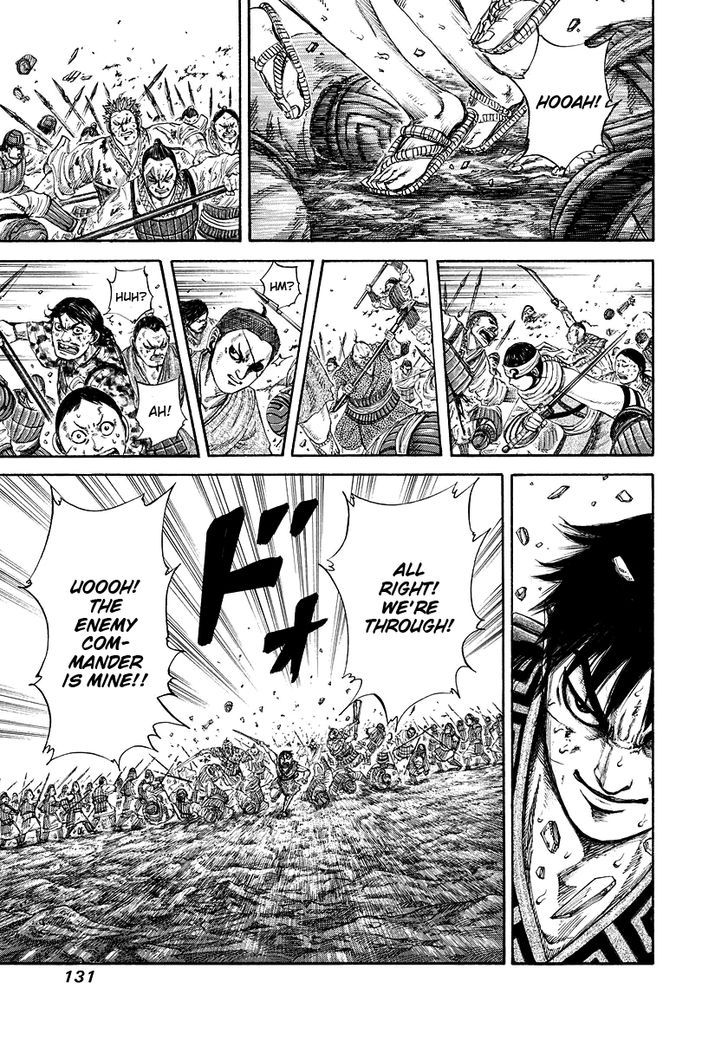 HOOAH!
HM?
HUH?
AH!
ALL
RIGHT!
WE'RE
THROUGH!
ドォ
UOOOH!
THE
ENEMY
COM-
MANDER
IS MINE!!
131